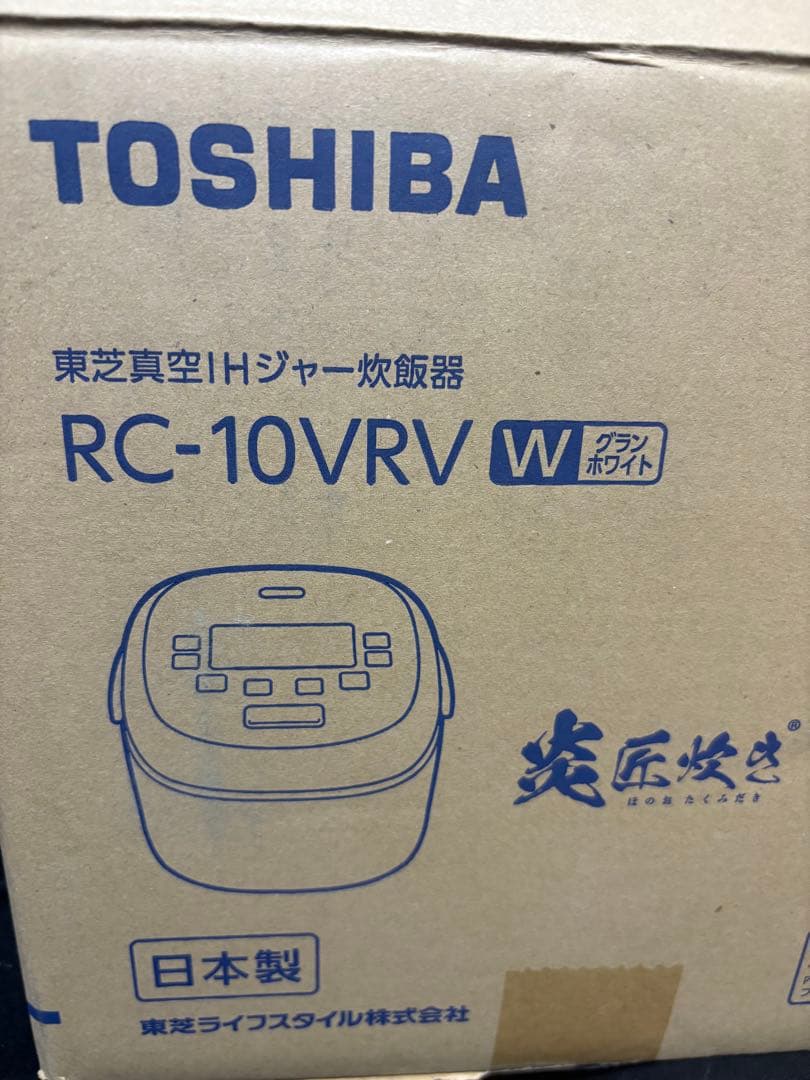 TOSHIBA
東芝真空IHジャー炊飯器
RC-10VRV W グラン
ホワイト
炎 匠炊き®
ほのお たくみだき
日本製
東芝ライフスタイル株式会社